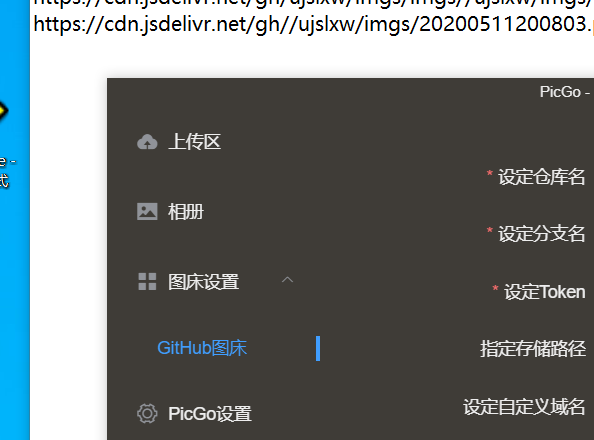 https://cdn.jsdelivr.net/gh/ujslxw/imgs/imgs//ujslxw/imgs/
https://cdn.jsdelivr.net/gh//ujslxw/imgs/20200511200803.
PicGo -
上传区
* 设定仓库名
相册
* 设定分支名
图床设置
* 设定Token
GitHub图床
指定存储路径
设定自定义域名
PicGo设置
e -
式